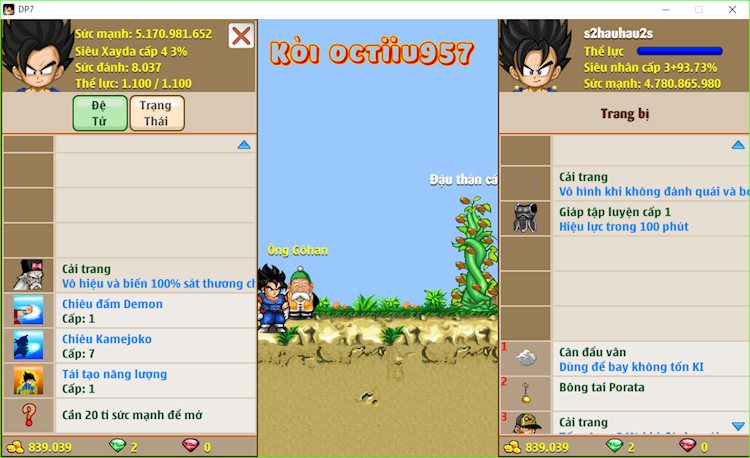 DP7
Sức mạnh: 5.170.981.652
Siêu Xayda cấp 4 3%
Sức đánh: 8.037
Thể lực: 1.100 / 1.100
Đệ
Tử
Trạng
Thái
Cải trang
Vô hiệu và biến 100% sát thương ch
Chiêu đấm Demon
Cấp: 1
Chiêu Kamejoko
Cấp: 7
Tái tạo năng lượng
Cấp: 1
Cần 20 tỉ sức mạnh để mở
839.039
2
0
Kòi octiiu957
Đậu thần cấ
Ông Gôhan
s2hauhau2s
Thể lực
Siêu nhân cấp 3+93.73%
Sức mạnh: 4.780.865.980
Trang bị
Cải trang
Vô hình khi không đánh quái và bo
Giáp tập luyện cấp 1
Hiệu lực trong 100 phút
1
Cân đẩu vân
Dùng để bay không tốn KI
2
Bông tai Porata
3
Cải trang
839.039
2
0